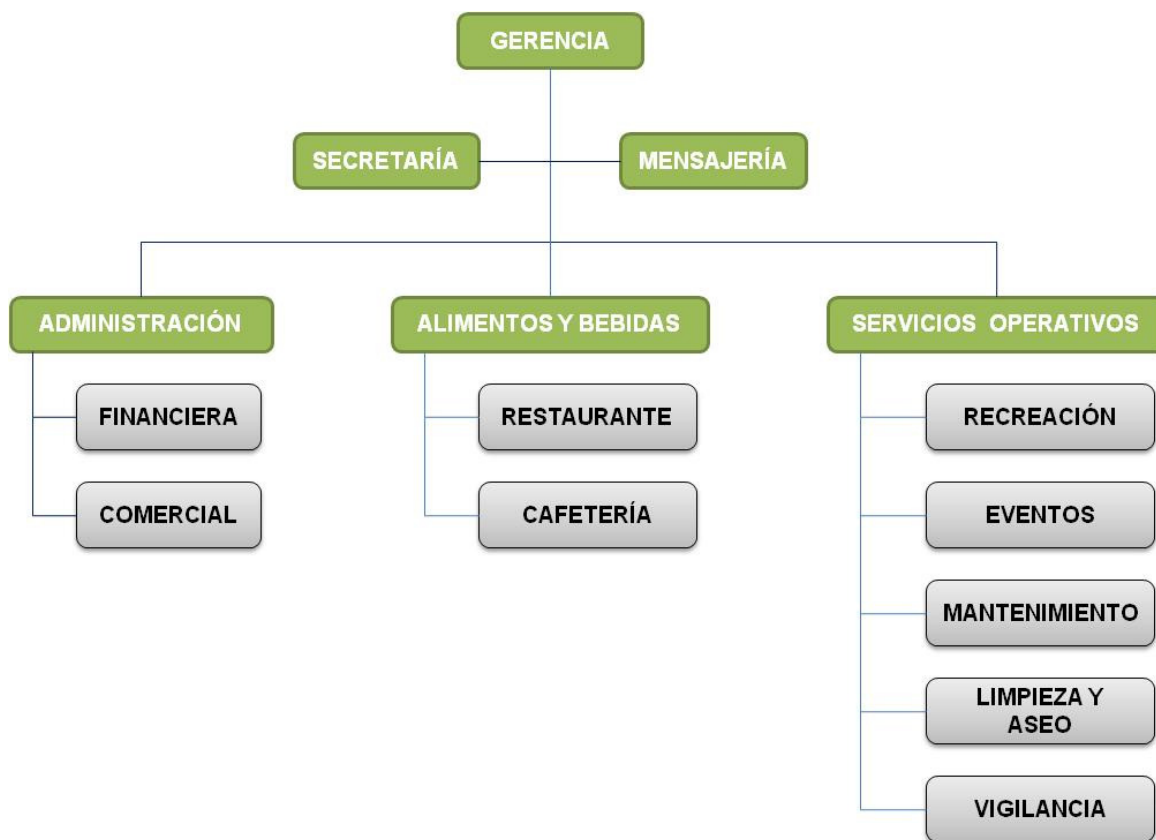 GERENCIA
SECRETARÍA
MENSAJERÍA
ADMINISTRACIÓN
ALIMENTOS Y BEBIDAS
SERVICIOS OPERATIVOS
FINANCIERA
COMERCIAL
RESTAURANTE
CAFETERÍA
RECREACIÓN
EVENTOS
MANTENIMIENTO
LIMPIEZA Y
ASEO
VIGILANCIA